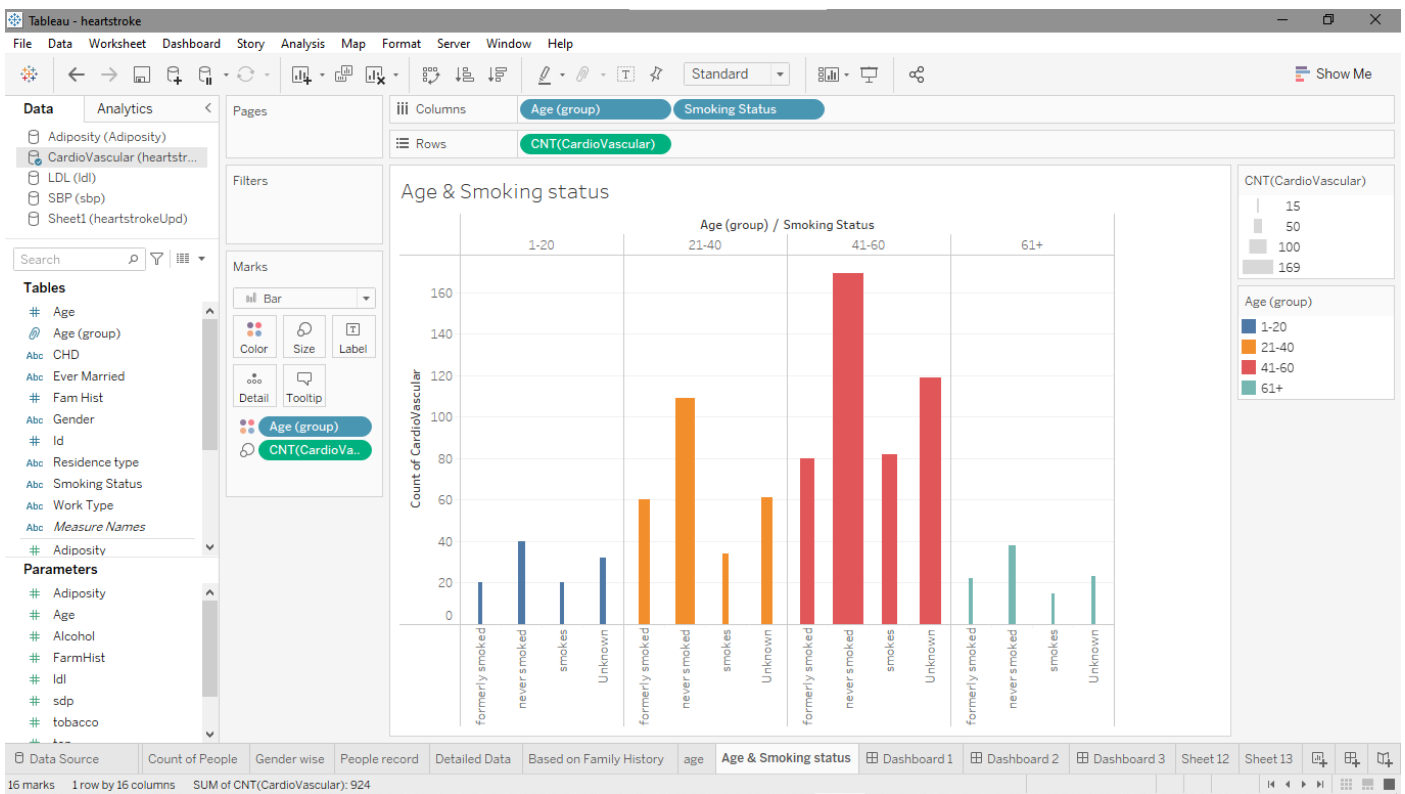 Tableau - heartstroke
File Data Worksheet Dashboard Story Analysis Map Format Server Window Help
Standard
Show Me
Data Analytics
Adiposity (Adiposity)
CardioVascular (heartstr...
LDL (ldl)
SBP (sbp)
Sheet1 (heartstrokeUpd)
Search
Tables
# Age
Age (group)
Abc CHD
Abc Ever Married
# Fam Hist
Abc Gender
# Id
Abc Residence type
Abc Smoking Status
Abc Work Type
Abc Measure Names
# Adiposity
Parameters
# Adiposity
# Age
# Alcohol
# FarmHist
# ldl
# sdp
# tobacco
Pages
Filters
Marks
Bar
Color Size Label
Detail Tooltip
Age (group)
CNT(CardioVa..
Columns Age (group) Smoking Status
Rows CNT(CardioVascular)
Age & Smoking status
Age (group) / Smoking Status
1-20 21-40 41-60 61+
Count of CardioVascular
160
140
120
100
80
60
40
20
0
formerly smoked never smoked smokes Unknown formerly smoked never smoked smokes Unknown formerly smoked never smoked smokes Unknown formerly smoked never smoked smokes Unknown
CNT(CardioVascular)
15
50
100
169
Age (group)
1-20
21-40
41-60
61+
Data Source Count of People Gender wise People record Detailed Data Based on Family History age Age & Smoking status Dashboard 1 Dashboard 2 Dashboard 3 Sheet 12 Sheet 13
16 marks 1 row by 16 columns SUM of CNT(CardioVascular): 924